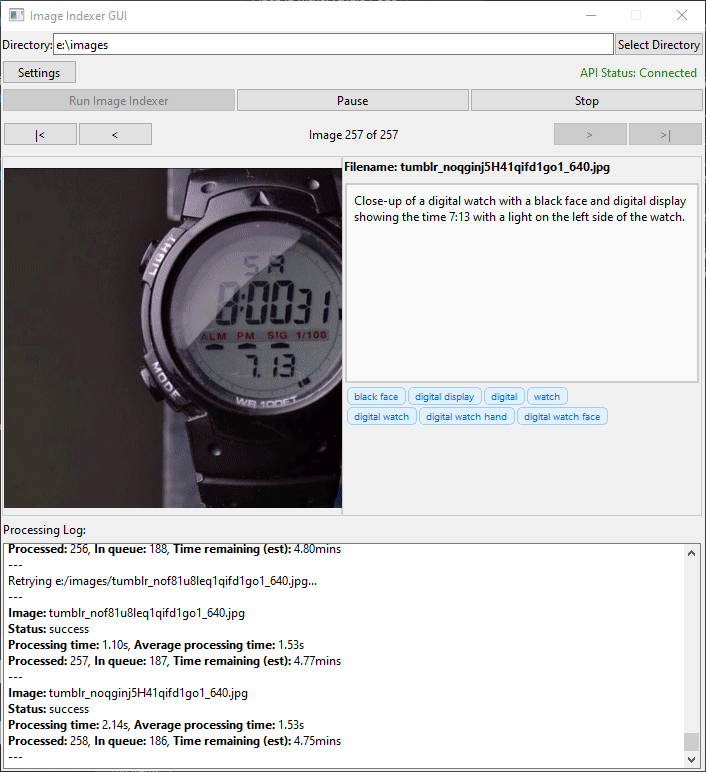 Image Indexer GUI
Directory: e:\images Select Directory
Settings API Status: Connected
Run Image Indexer Pause Stop
|< < Image 257 of 257 > >|
Filename: tumblr_noqginj5H41qifd1go1_640.jpg
Close-up of a digital watch with a black face and digital display
showing the time 7:13 with a light on the left side of the watch.
LIGHT
SA
8:0031
ALM PM SIG 1/100
7.13
MODE
WR 100FT
black face digital display digital watch
digital watch digital watch hand digital watch face
Processing Log:
Processed: 256, In queue: 188, Time remaining (est): 4.80mins
---
Retrying e:/images/tumblr_nof81u8leq1qifd1go1_640.jpg...
---
Image: tumblr_nof81u8leq1qifd1go1_640.jpg
Status: success
Processing time: 1.10s, Average processing time: 1.53s
Processed: 257, In queue: 187, Time remaining (est): 4.77mins
---
Image: tumblr_noqginj5H41qifd1go1_640.jpg
Status: success
Processing time: 2.14s, Average processing time: 1.53s
Processed: 258, In queue: 186, Time remaining (est): 4.75mins
---